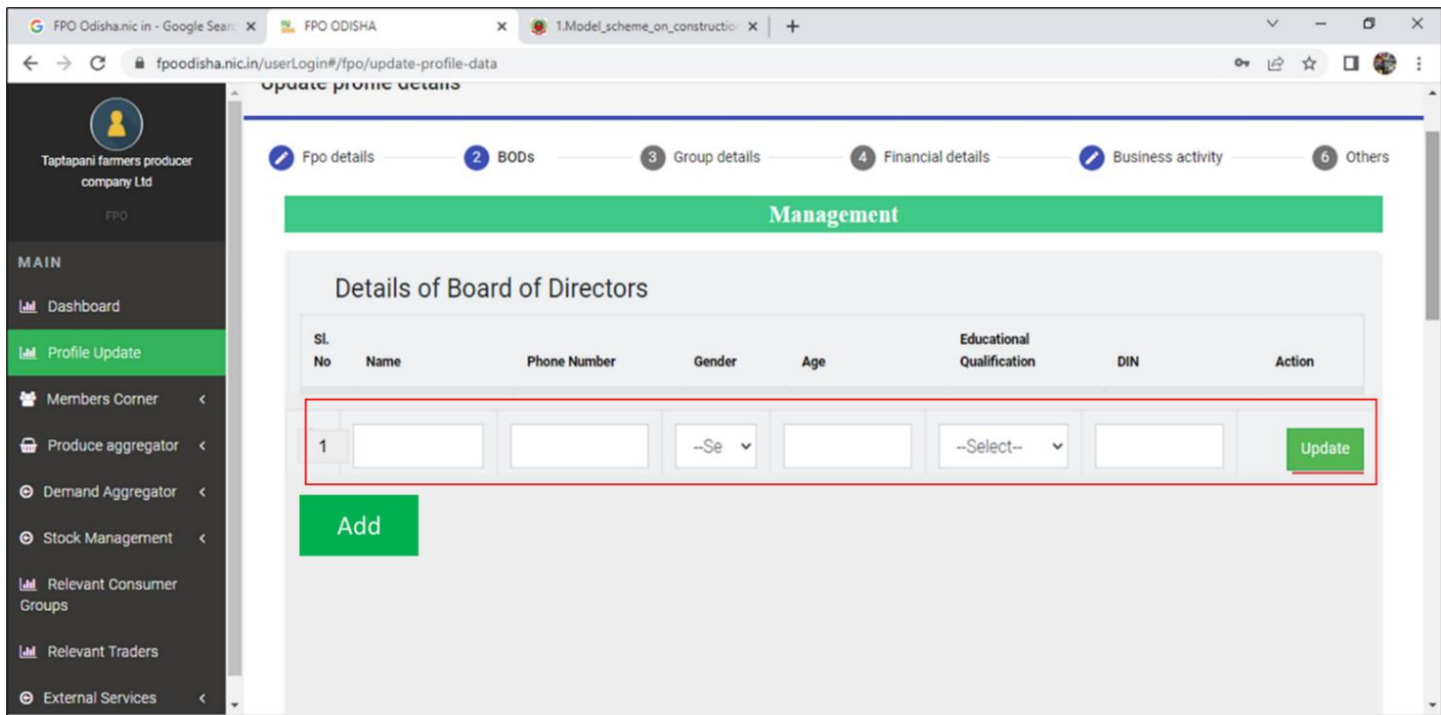 FPO Odisha.nic in - Google Searc
FPO ODISHA
1.Model_scheme_on_constructio
fpoodisha.nic.in/userLogin#/fpo/update-profile-data
Update profile details
Taptapani farmers producer
company Ltd
FPO
Fpo details
2 BODs
3 Group details
4 Financial details
Business activity
6 Others
Management
MAIN
Dashboard
Profile Update
Members Corner
Produce aggregator
Demand Aggregator
Stock Management
Relevant Consumer
Groups
Relevant Traders
External Services
Details of Board of Directors
Sl.
No
Name
Phone Number
Gender
Age
Educational
Qualification
DIN
Action
1
--Se
--Select--
Update
Add